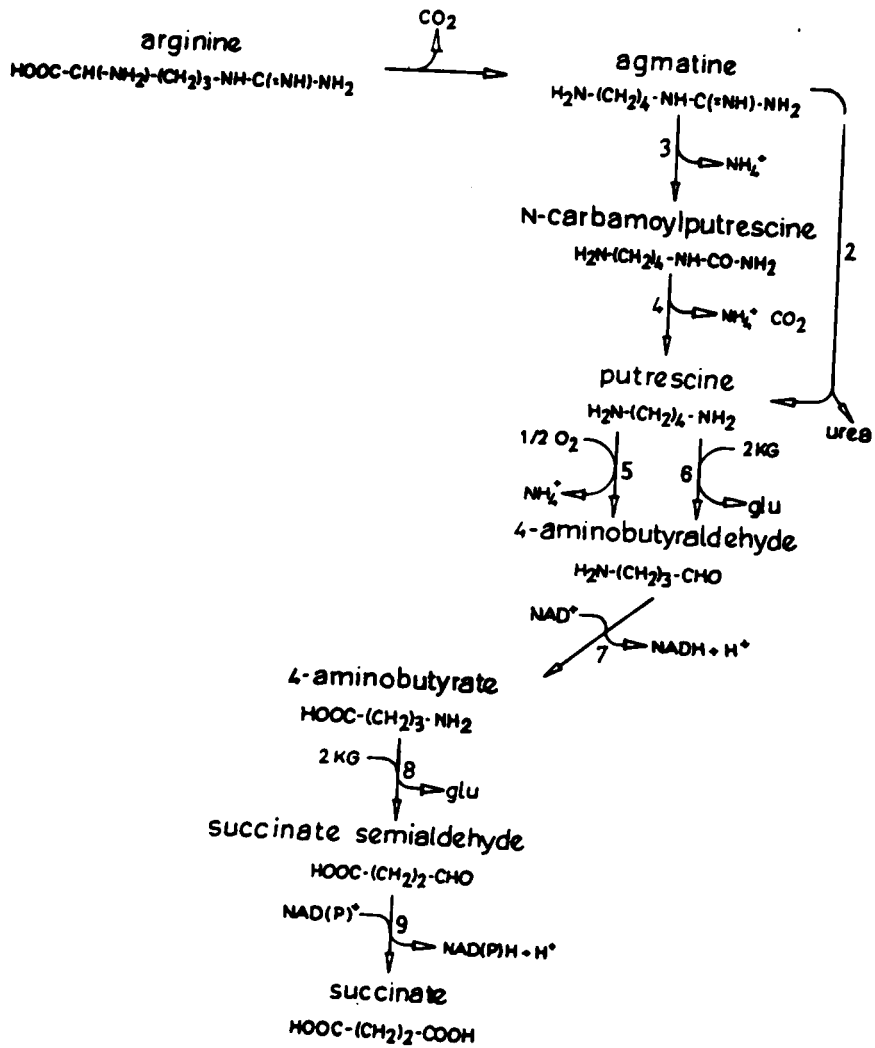 CO2
arginine
HOOC-CH(-NH2)-(CH2)3-NH-C(=NH)-NH2
agmatine
H2N-(CH2)4-NH-C(=NH)-NH2
3
NH4+
N-carbamoylputrescine
H2N-(CH2)4-NH-CO-NH2
2
4
NH4+ CO2
putrescine
H2N-(CH2)4-NH2
urea
1/2 O2
2KG
5
6
NH4+
glu
4-aminobutyraldehyde
H2N-(CH2)3-CHO
NAD+
NADH + H+
7
4-aminobutyrate
HOOC-(CH2)3-NH2
2KG
8
glu
succinate semialdehyde
HOOC-(CH2)2-CHO
NAD(P)+
9
NAD(P)H + H+
succinate
HOOC-(CH2)2-COOH